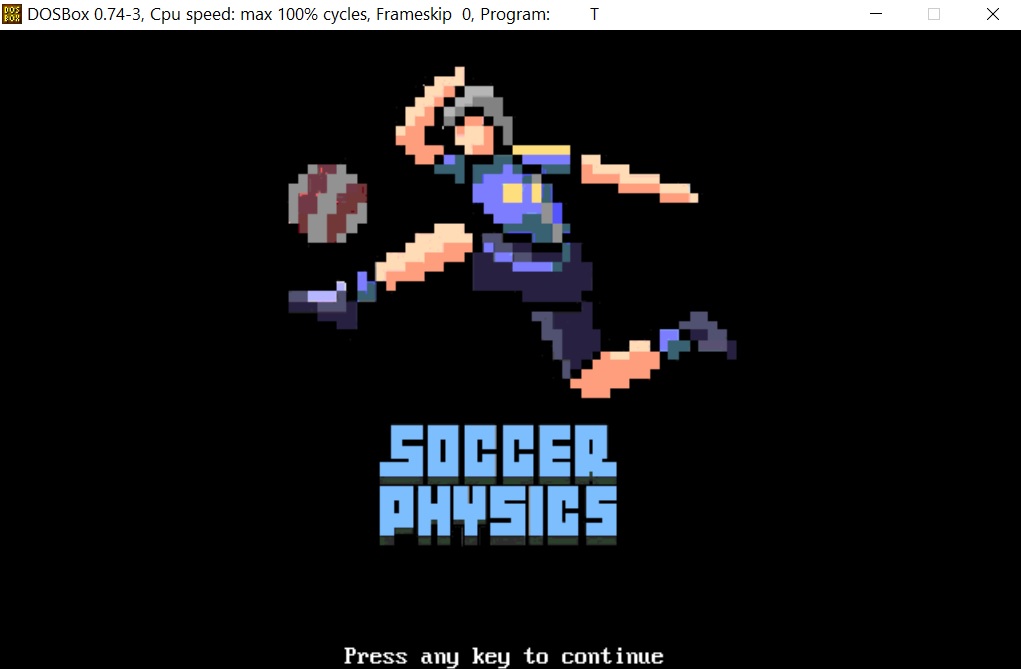 DOSBox 0.74-3, Cpu speed: max 100% cycles, Frameskip 0, Program: T
SOCCER
PHYSICS
Press any key to continue